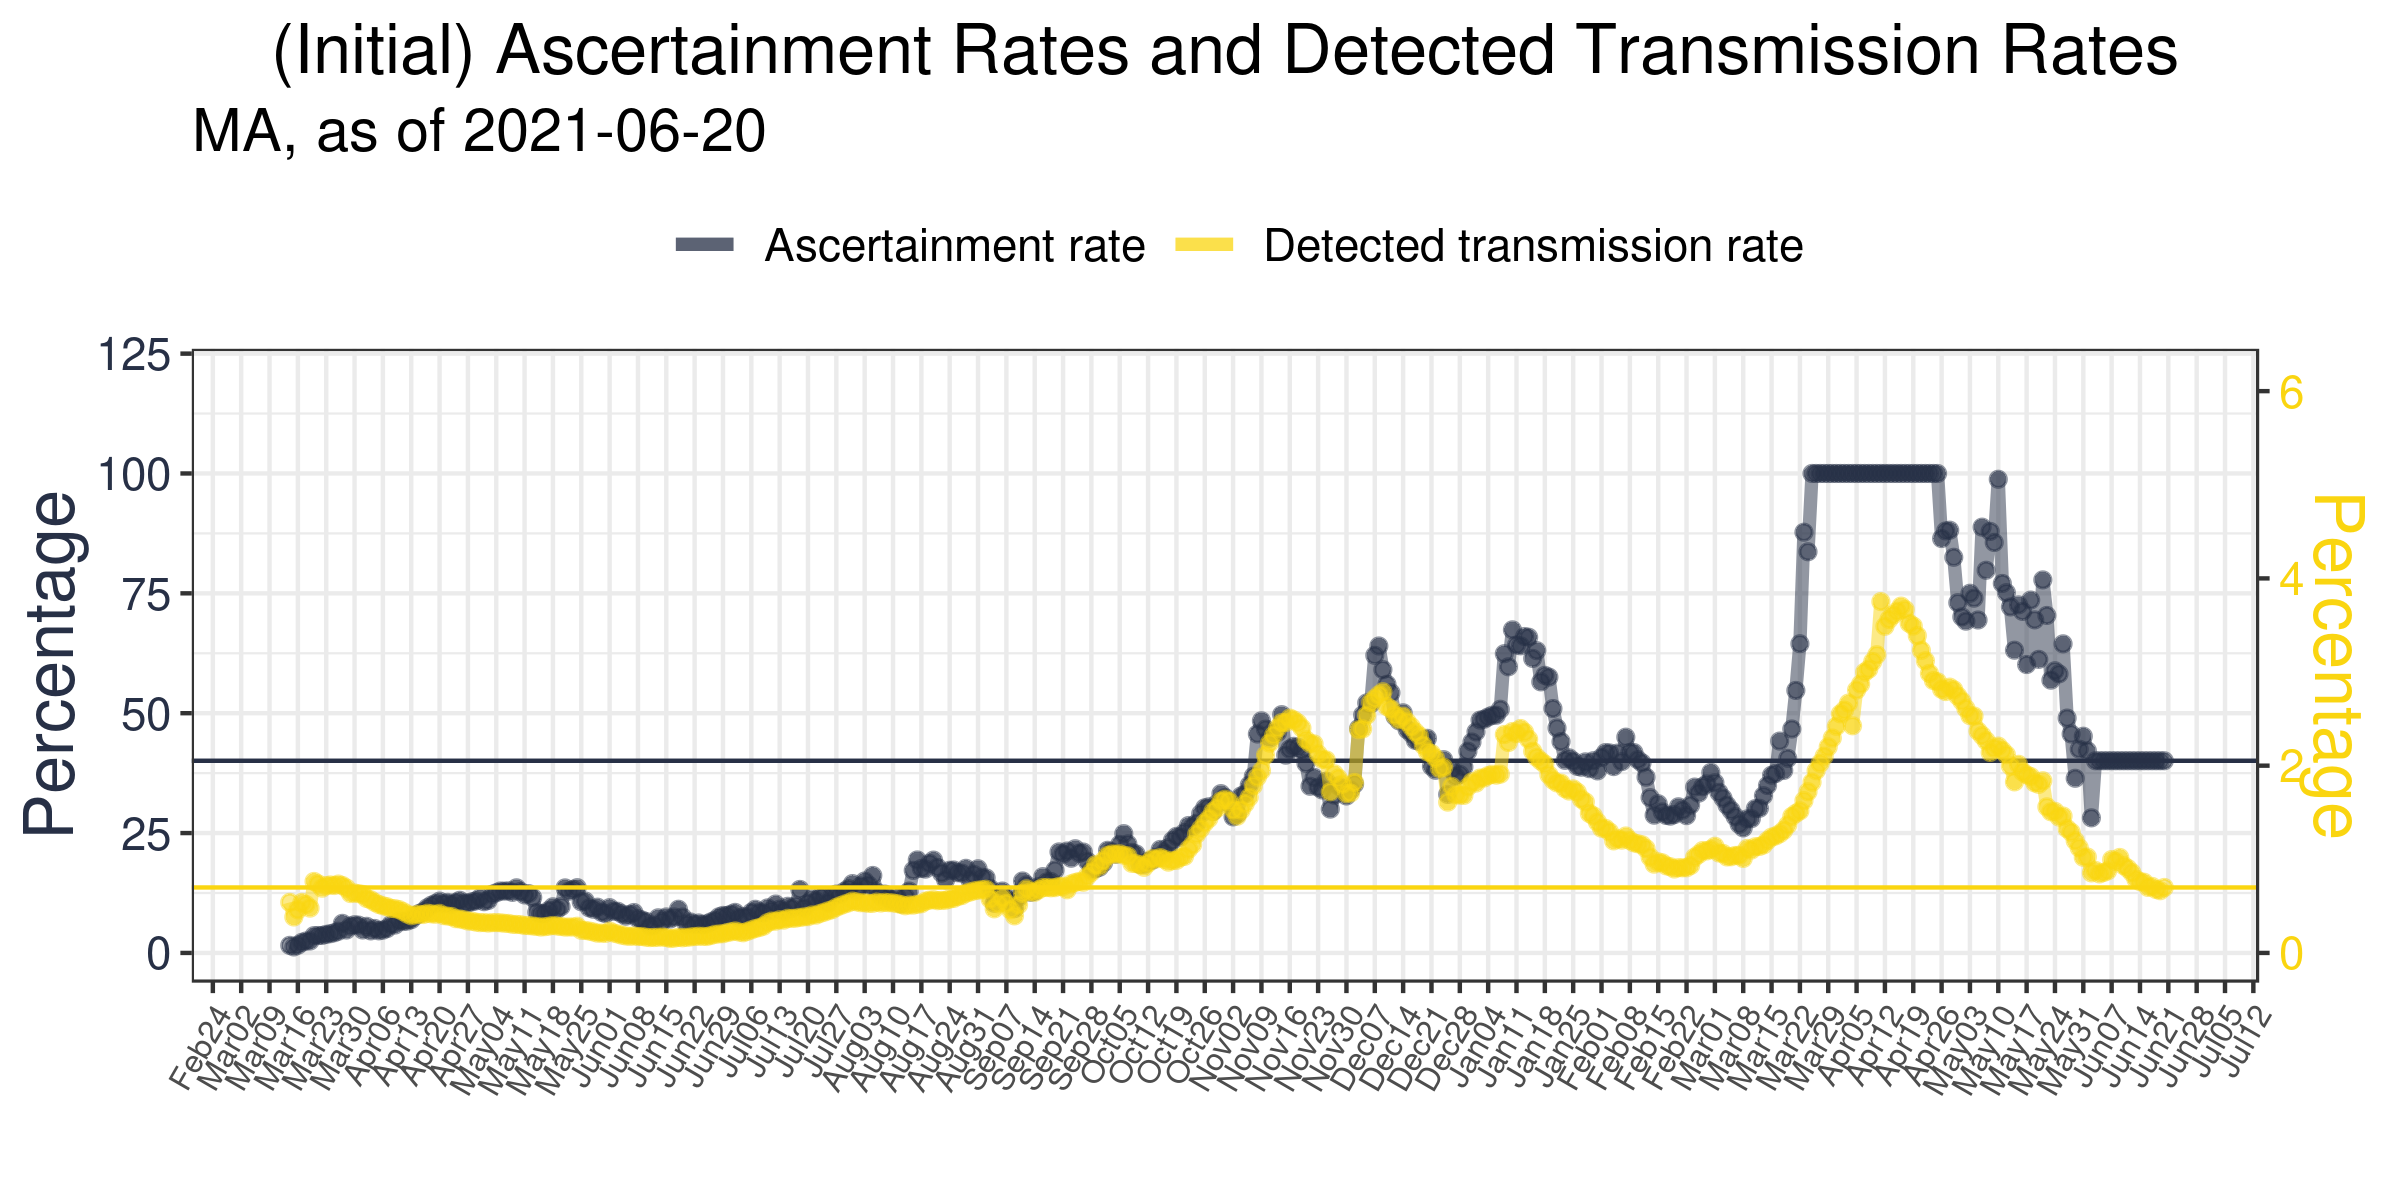 (Initial) Ascertainment Rates and Detected Transmission Rates
MA, as of 2021-06-20
Ascertainment rate
Detected transmission rate
Percentage
125
100
75
50
25
0
6
4
2
0
Percentage
Feb24
Mar02
Mar09
Mar16
Mar23
Mar30
Apr06
Apr13
Apr20
Apr27
May04
May11
May18
May25
Jun01
Jun08
Jun15
Jun22
Jun29
Jul06
Jul13
Jul20
Jul27
Aug03
Aug10
Aug17
Aug24
Aug31
Sep07
Sep14
Sep21
Sep28
Oct05
Oct12
Oct19
Oct26
Nov02
Nov09
Nov16
Nov23
Nov30
Dec07
Dec14
Dec21
Dec28
Jan04
Jan11
Jan18
Jan25
Feb01
Feb08
Feb15
Feb22
Mar01
Mar08
Mar15
Mar22
Mar29
Apr05
Apr12
Apr19
Apr26
May03
May10
May17
May24
May31
Jun07
Jun14
Jun21
Jun28
Jul05
Jul12